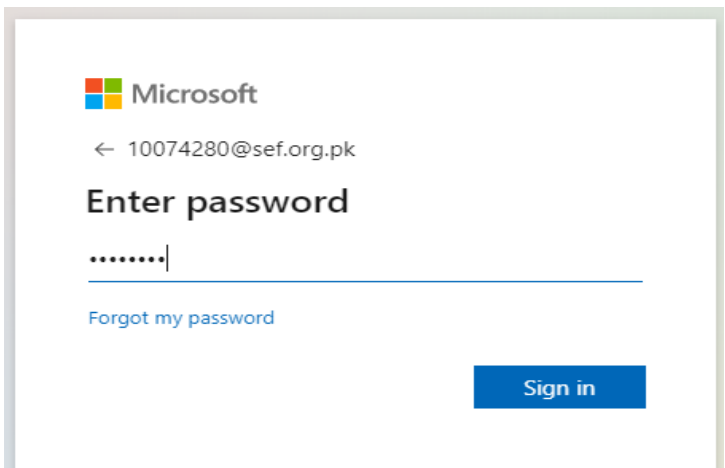 Microsoft
← 10074280@sef.org.pk
Enter password
••••••••
Forgot my password
Sign in